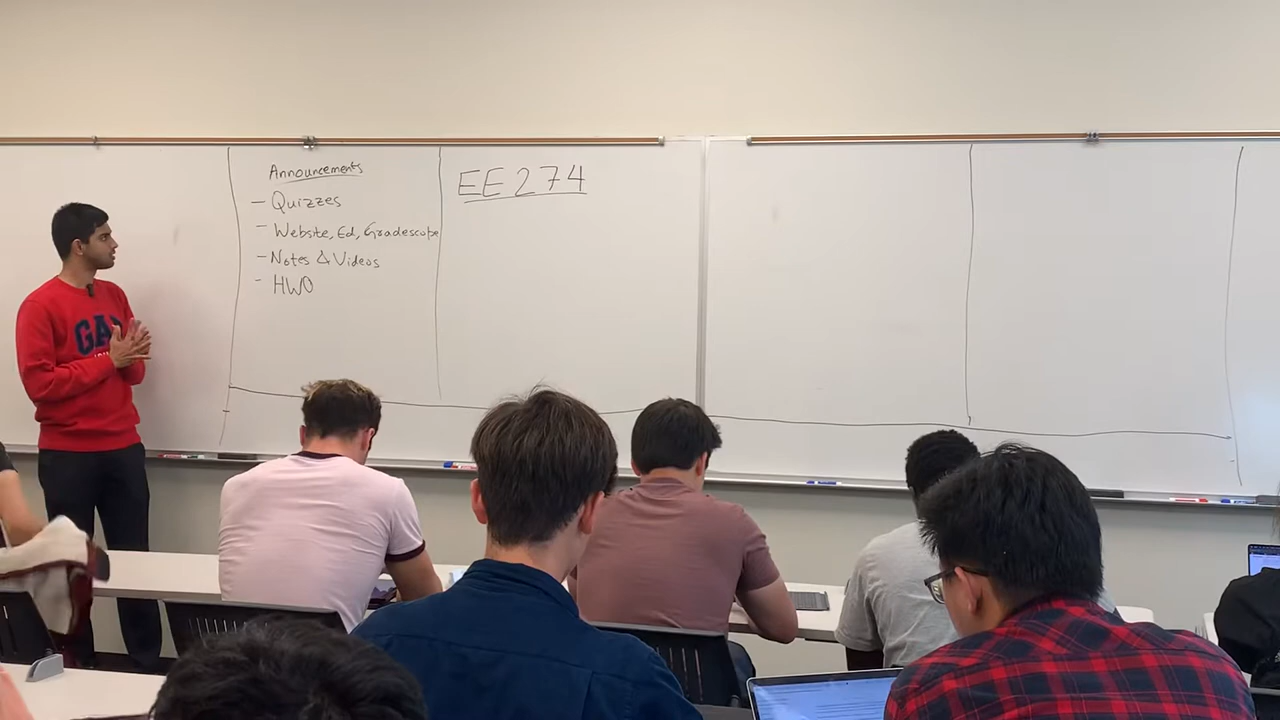 Announcements
- Quizzes
- Website, Ed, Gradescope
- Notes & Videos
- HW0
EE 274
GAP